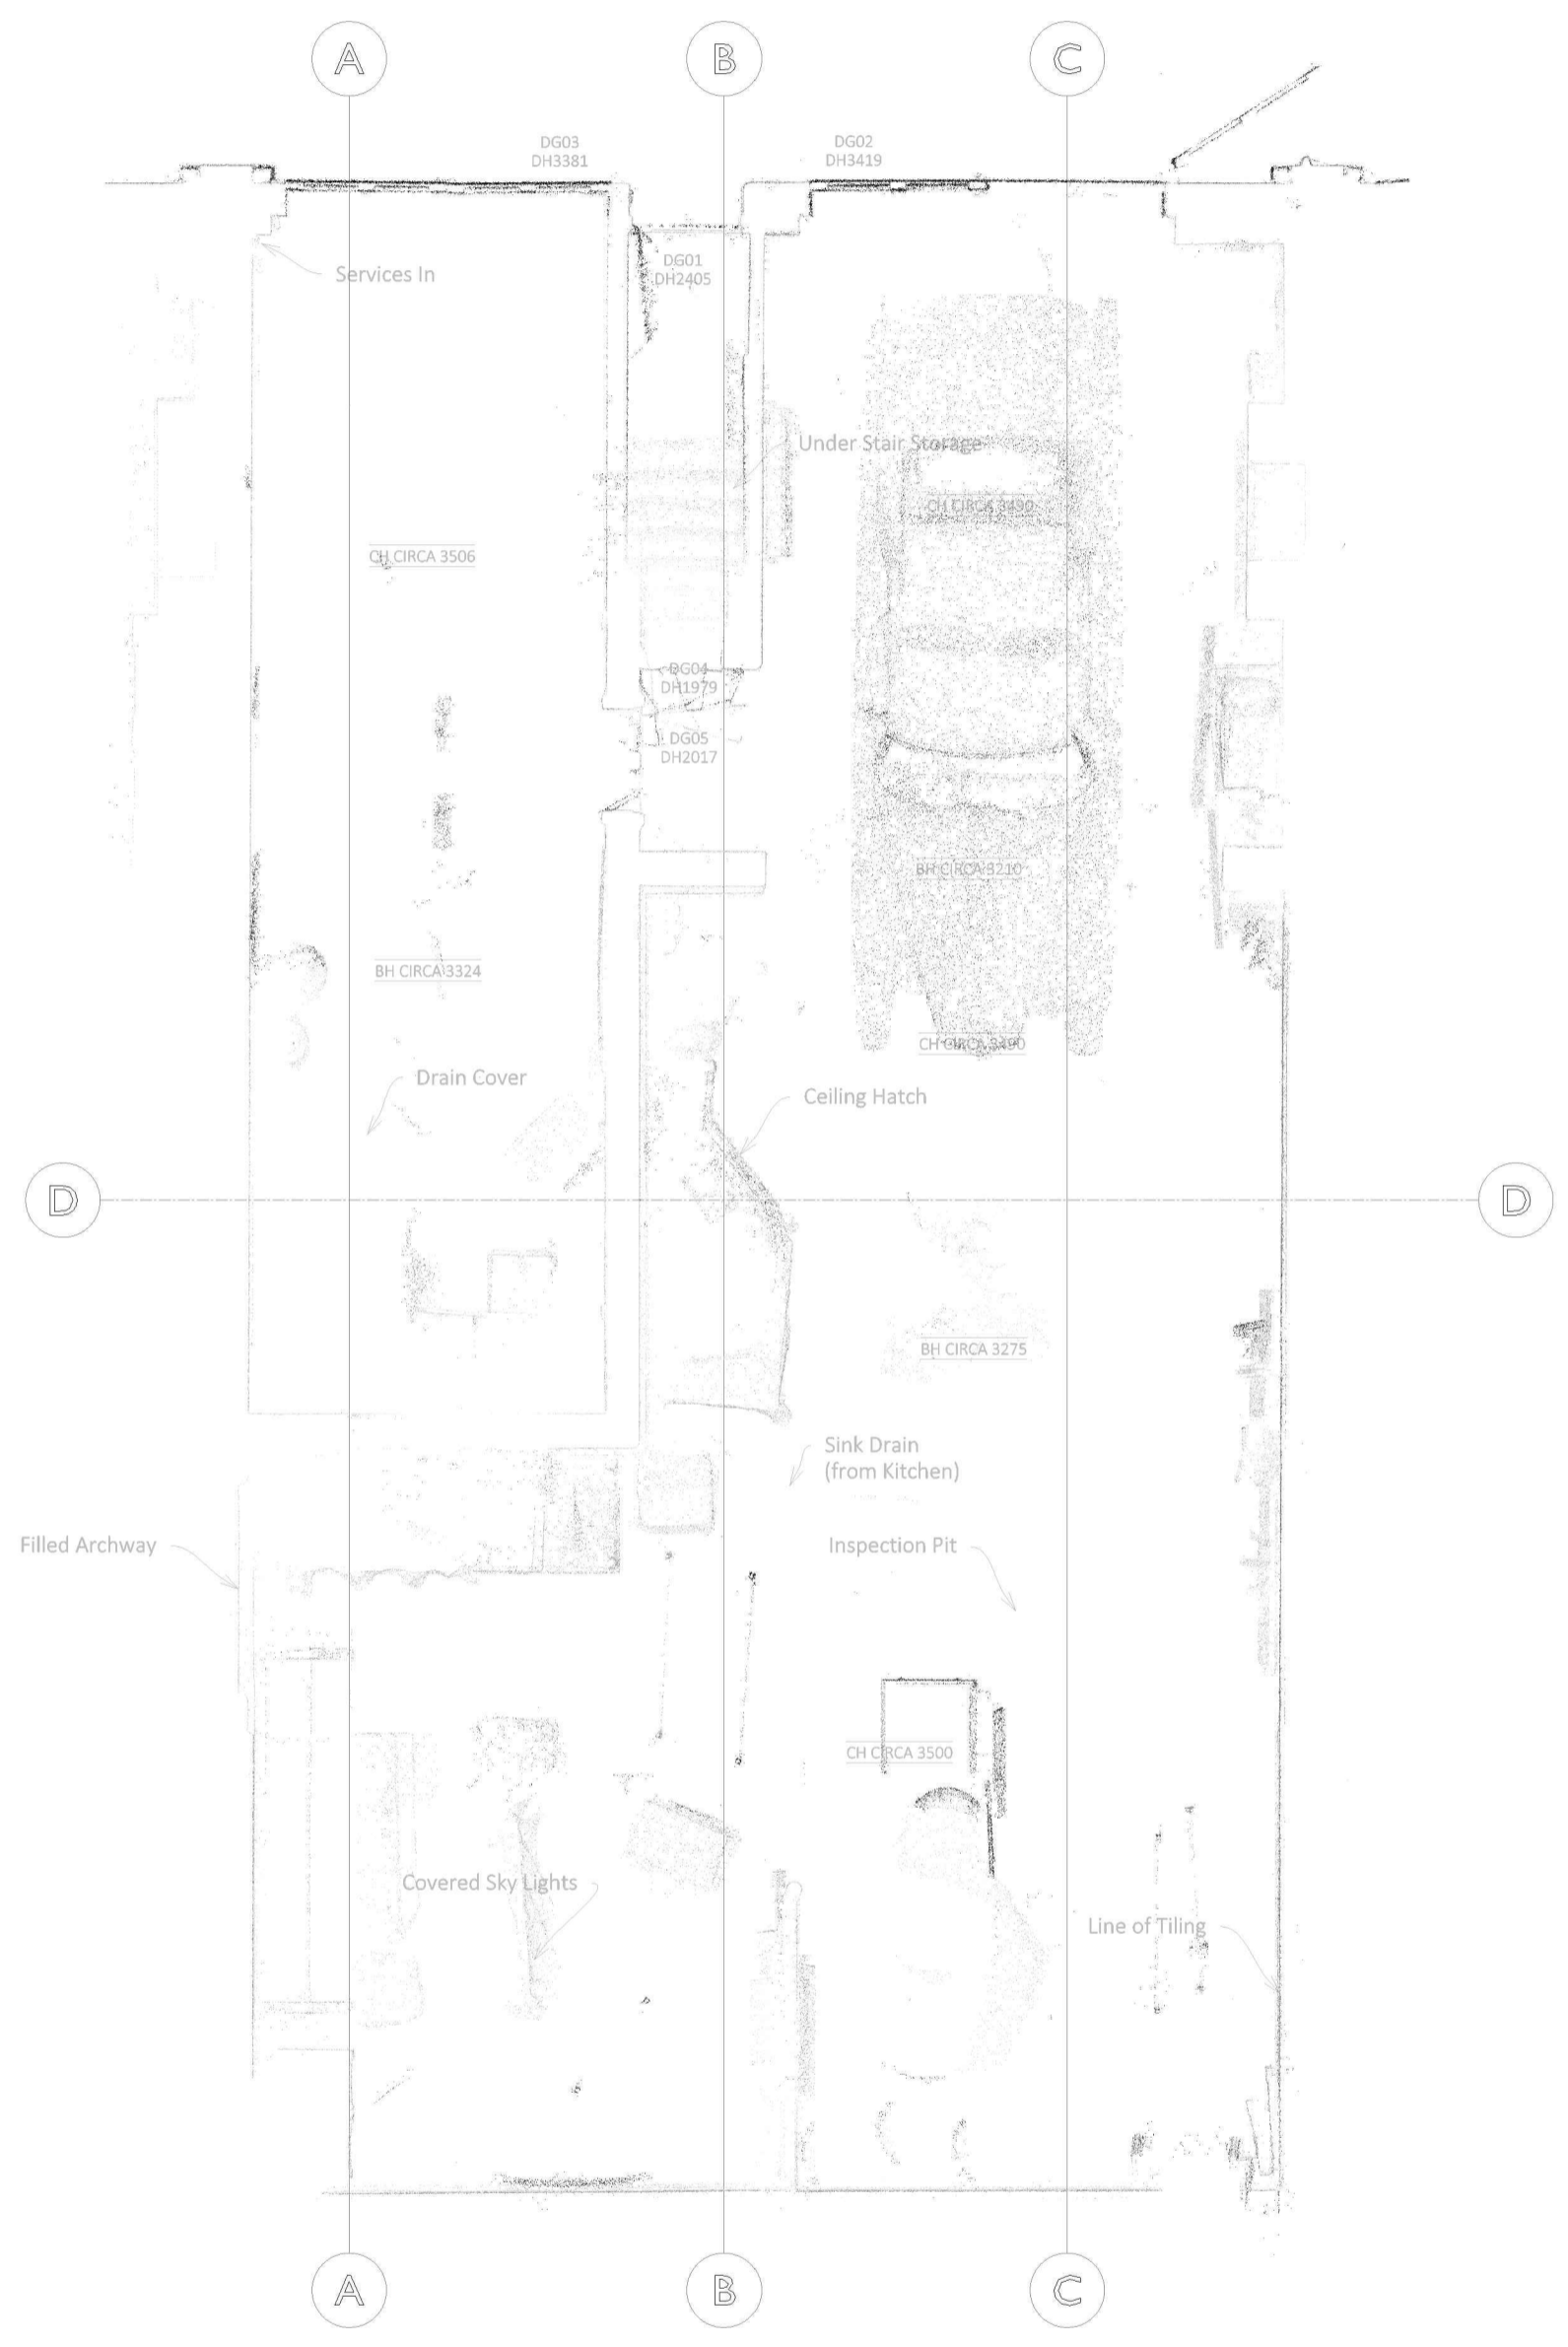 A
B
C
DG03
DH3381
DG02
DH3419
DG01
DH2405
Services In
Under Stair Storage
CH CIRCA 3490
CH CIRCA 3506
DG04
DH1979
DG05
DH2017
BH CIRCA 3210
BH CIRCA 3324
CH CIRCA 3490
Drain Cover
Ceiling Hatch
D
D
BH CIRCA 3275
Sink Drain
(from Kitchen)
Filled Archway
Inspection Pit
CH CIRCA 3500
Covered Sky Lights
Line of Tiling
A
B
C